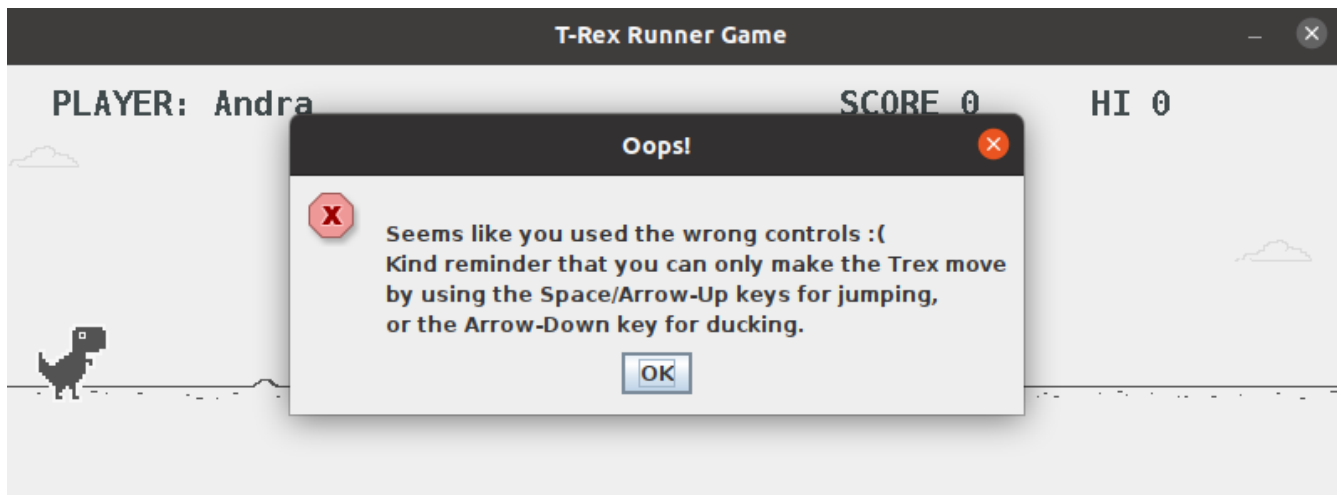 T-Rex Runner Game
PLAYER: Andra SCORE 0 HI 0
Oops!
Seems like you used the wrong controls :(
Kind reminder that you can only make the Trex move
by using the Space/Arrow-Up keys for jumping,
or the Arrow-Down key for ducking.
OK